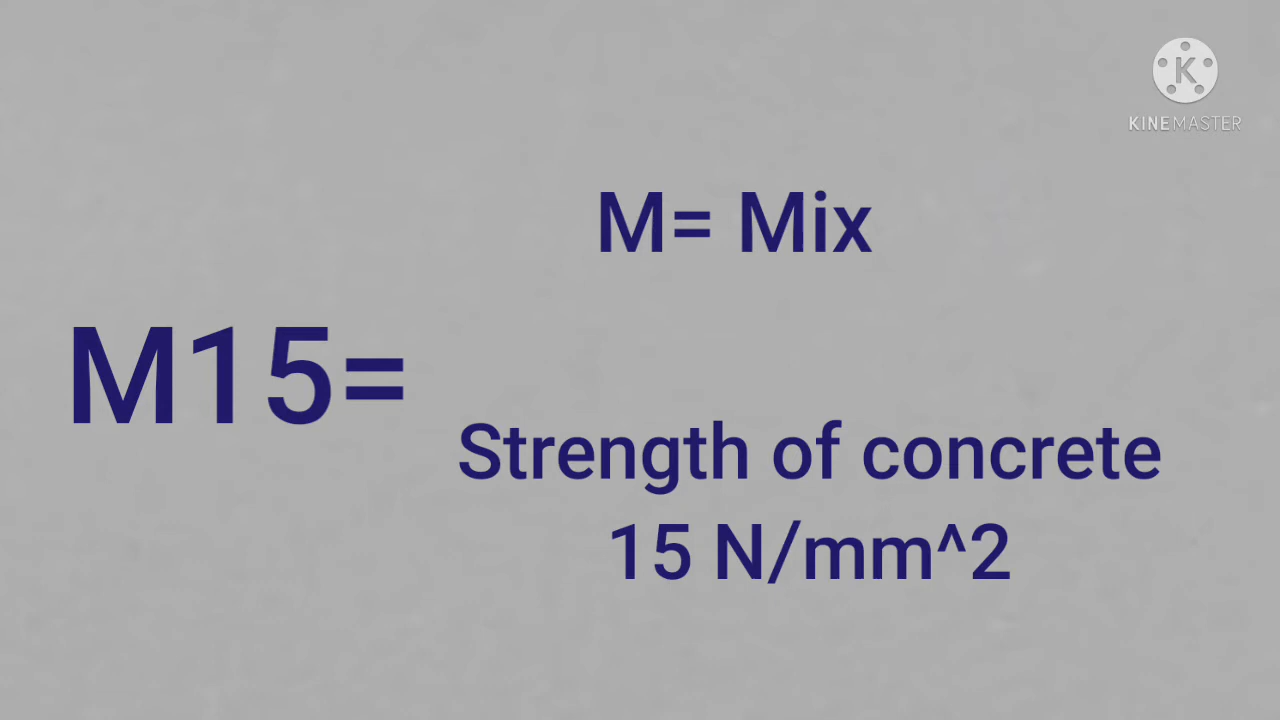 KINEMASTER
M= Mix
M15=
Strength of concrete
15 N/mm^2